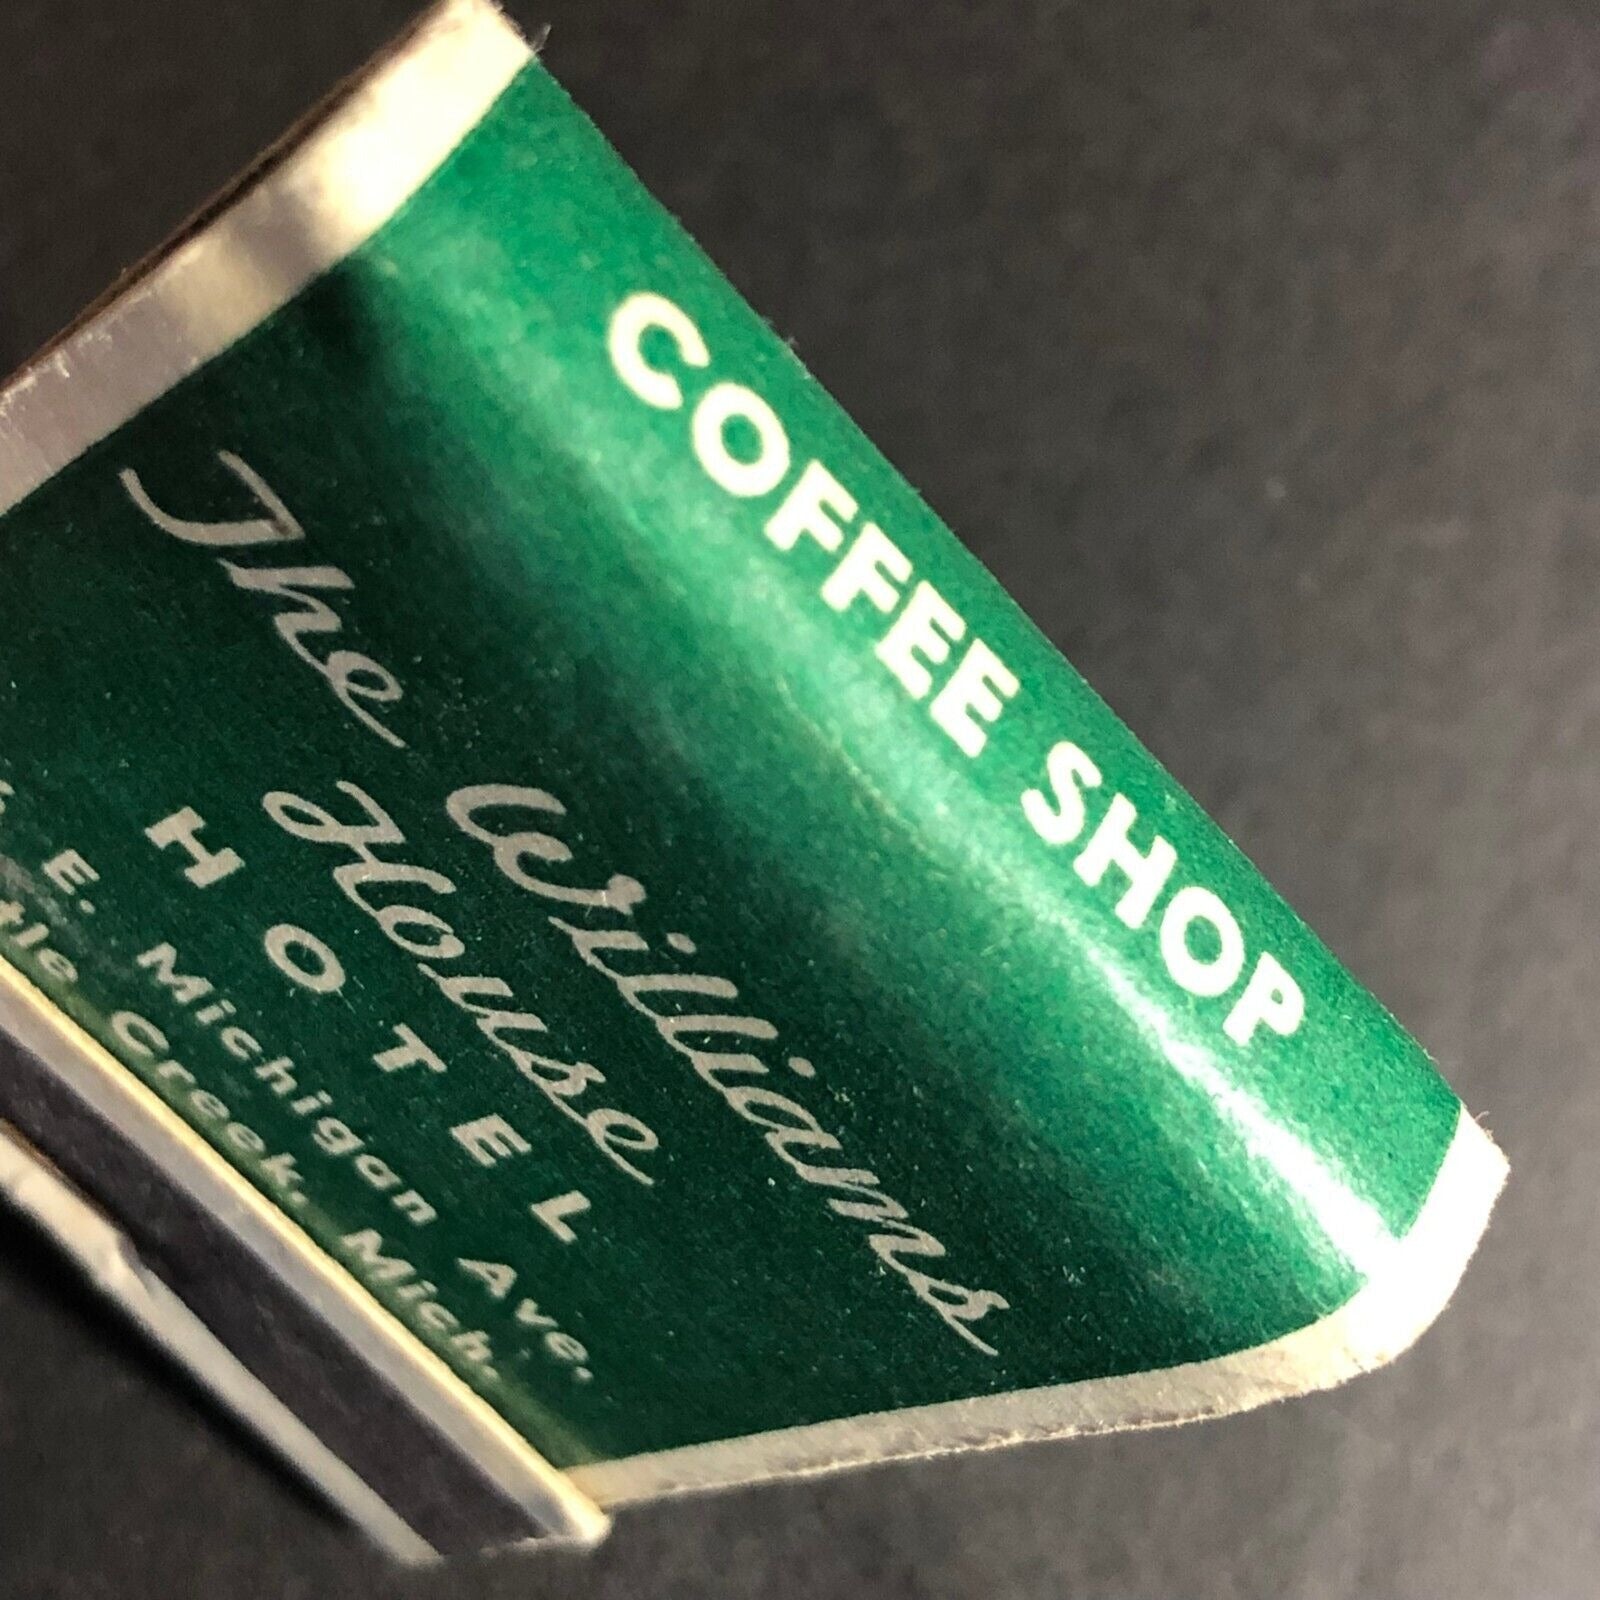 COFFEE SHOP
The Williams
House
HOTEL
E. Michigan Ave.
Creek, Mich.